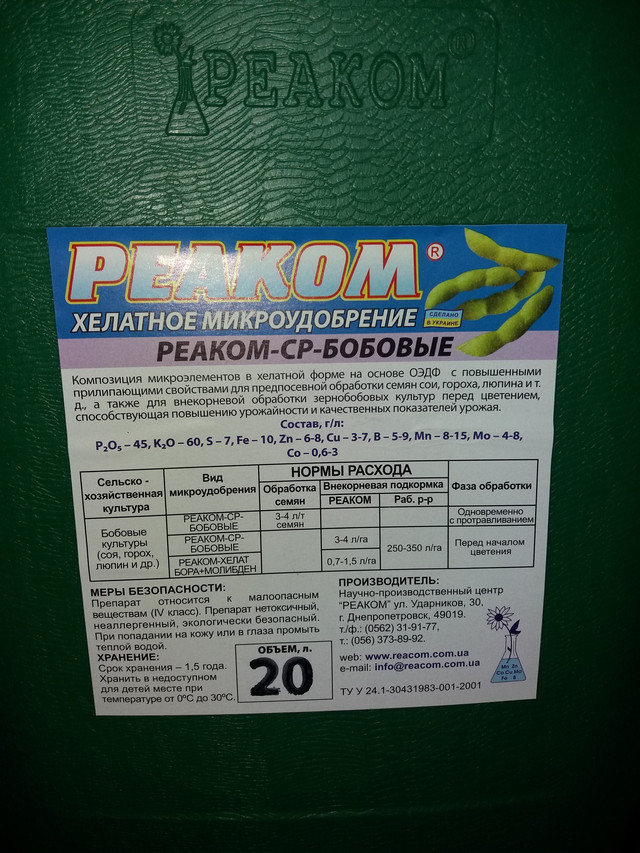 РЕАКОМ®
РЕАКОМ®
СДЕЛАНО
В УКРАИНЕ
ХЕЛАТНОЕ МИКРОУДОБРЕНИЕ
РЕАКОМ-СР-БОБОВЫЕ
Композиция микроэлементов в хелатной форме на основе ОЭДФ с повышенными
прилипающими свойствами для предпосевной обработки семян сои, гороха, люпина и т.
д., а также для внекорневой обработки зернобобовых культур перед цветением,
способствующая повышению урожайности и качественных показателей урожая.
Состав, г/л:
P₂O₅ – 45, K₂O – 60, S – 7, Fe – 10, Zn – 6-8, Cu – 3-7, B – 5-9, Mn – 8-15, Mo – 4-8,
Co – 0,6-3
Сельско -
хозяйственная
культура
Вид
микроудобрения
НОРМЫ РАСХОДА
Обработка
семян
Внекорневая подкормка
РЕАКОМ
Раб. р-р
Фаза обработки
Бобовые
культуры
(соя, горох,
люпин и др.)
РЕАКОМ-СР-
БОБОВЫЕ
3-4 л/т
семян
Одновременно
с протравливанием
РЕАКОМ-СР-
БОБОВЫЕ
3-4 л/га
250-350 л/га
Перед началом
цветения
РЕАКОМ-ХЕЛАТ
БОРА+МОЛИБДЕН
0,7-1,5 л/га
МЕРЫ БЕЗОПАСНОСТИ:
Препарат относится к малоопасным
веществам (IV класс). Препарат нетоксичный,
неаллергенный, экологически безопасный.
При попадании на кожу или в глаза промыть
теплой водой.
ХРАНЕНИЕ:
Срок хранения – 1,5 года.
Хранить в недоступном
для детей месте при
температуре от 0ºС до 30ºС.
ОБЪЕМ, л.
20
ПРОИЗВОДИТЕЛЬ:
Научно-производственный центр
"РЕАКОМ" ул. Ударников, 30,
г. Днепропетровск, 49019.
т./ф.: (0562) 31-91-77,
т.: (056) 373-89-92.
web: www.reacom.com.ua
e-mail: info@reacom.com.ua
ТУ У 24.1-30431983-001-2001
Mn Zn
Co Cu Mo
Fe B